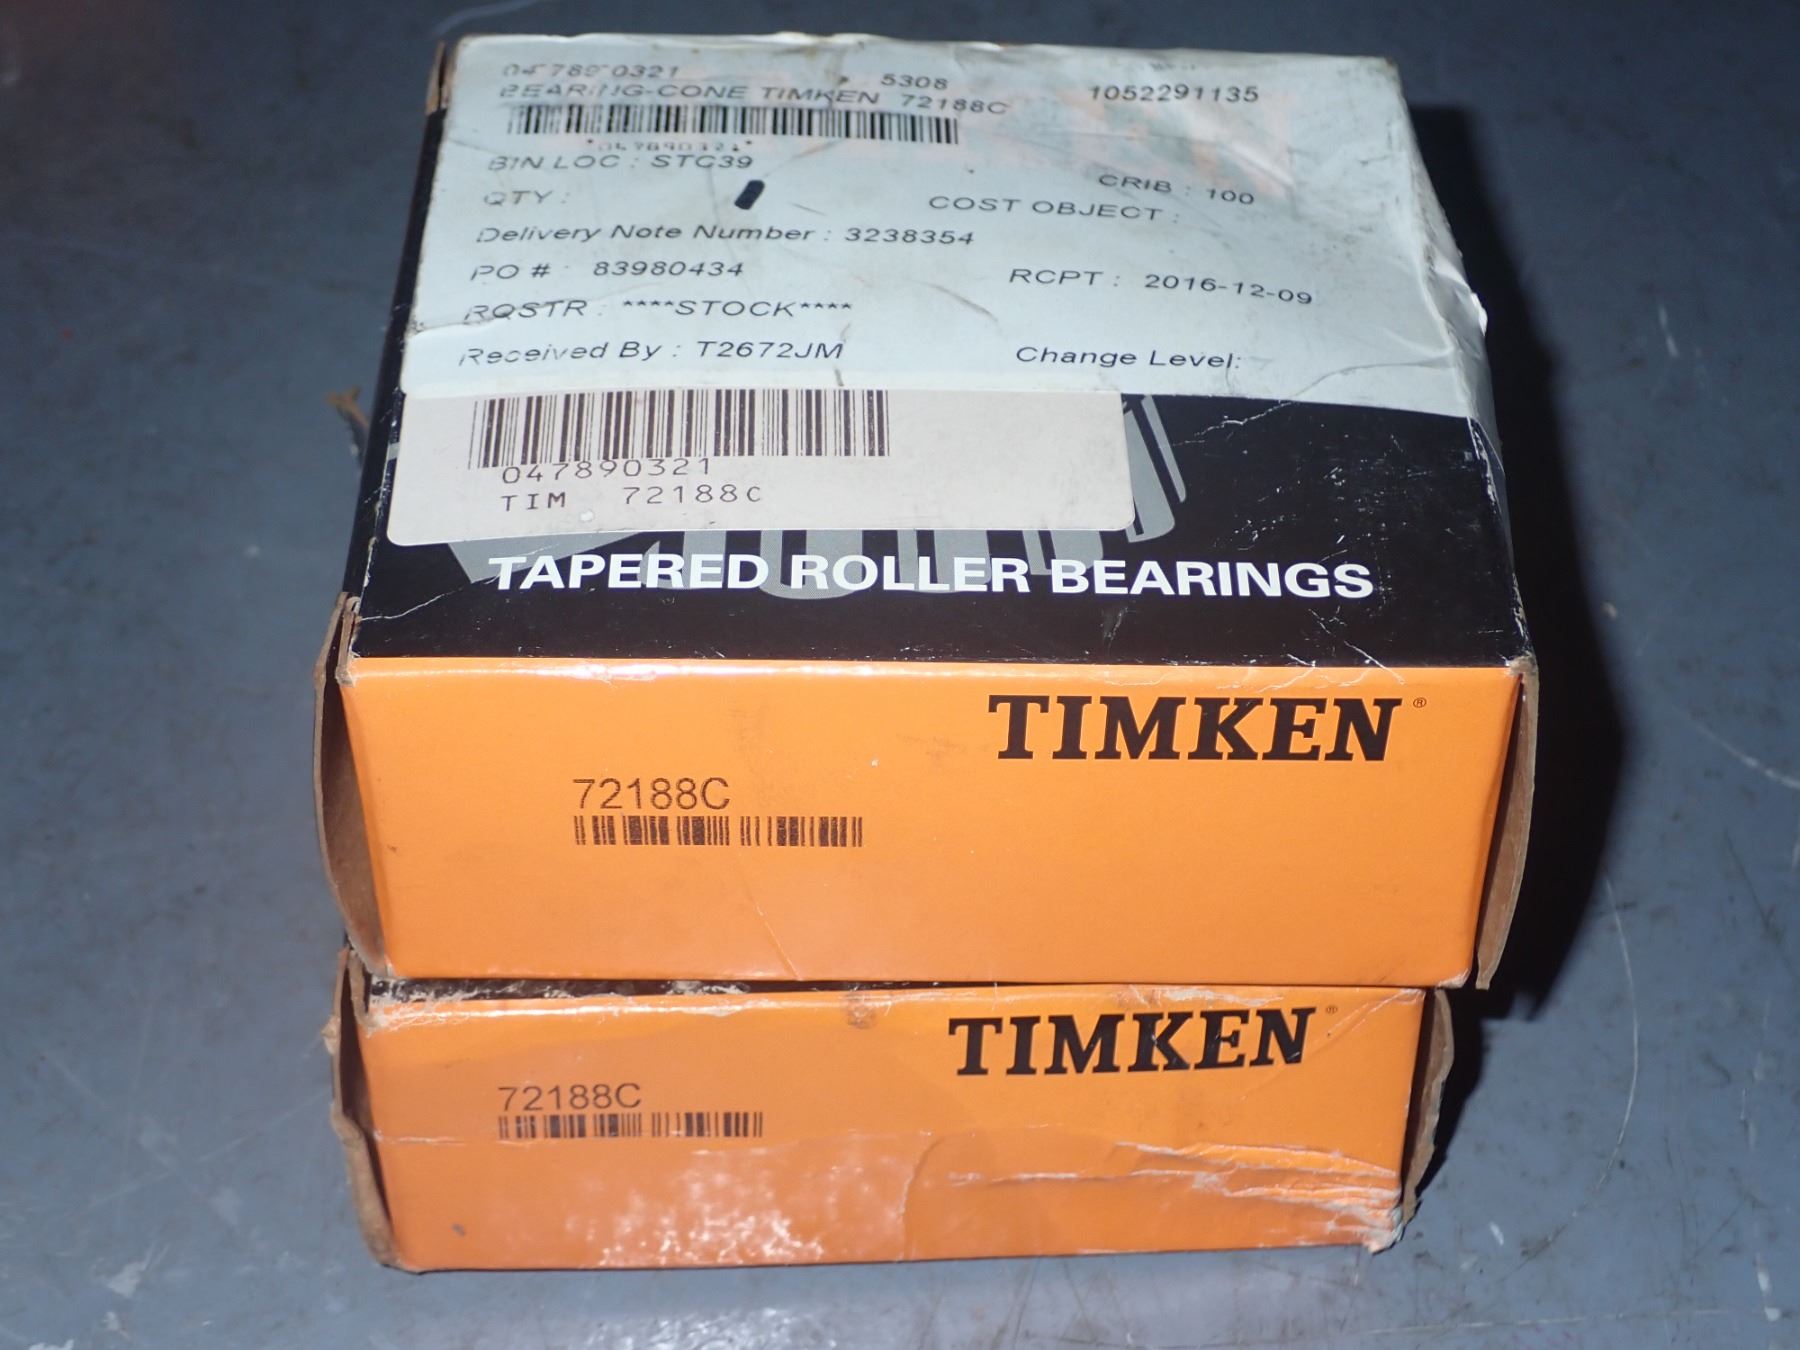 047890321 5308 1052291135
BEARING-CONE TIMKEN 72188C
*047890321*
BIN LOC : STC39
CRIB : 100
QTY :
COST OBJECT :
Delivery Note Number : 3238354
PO # : 83980434
RCPT : 2016-12-09
RQSTR : ****STOCK****
Received By : T2672JM
Change Level:
047890321
TIM 72188C
TAPERED ROLLER BEARINGS
TIMKEN®
72188C
TIMKEN®
72188C